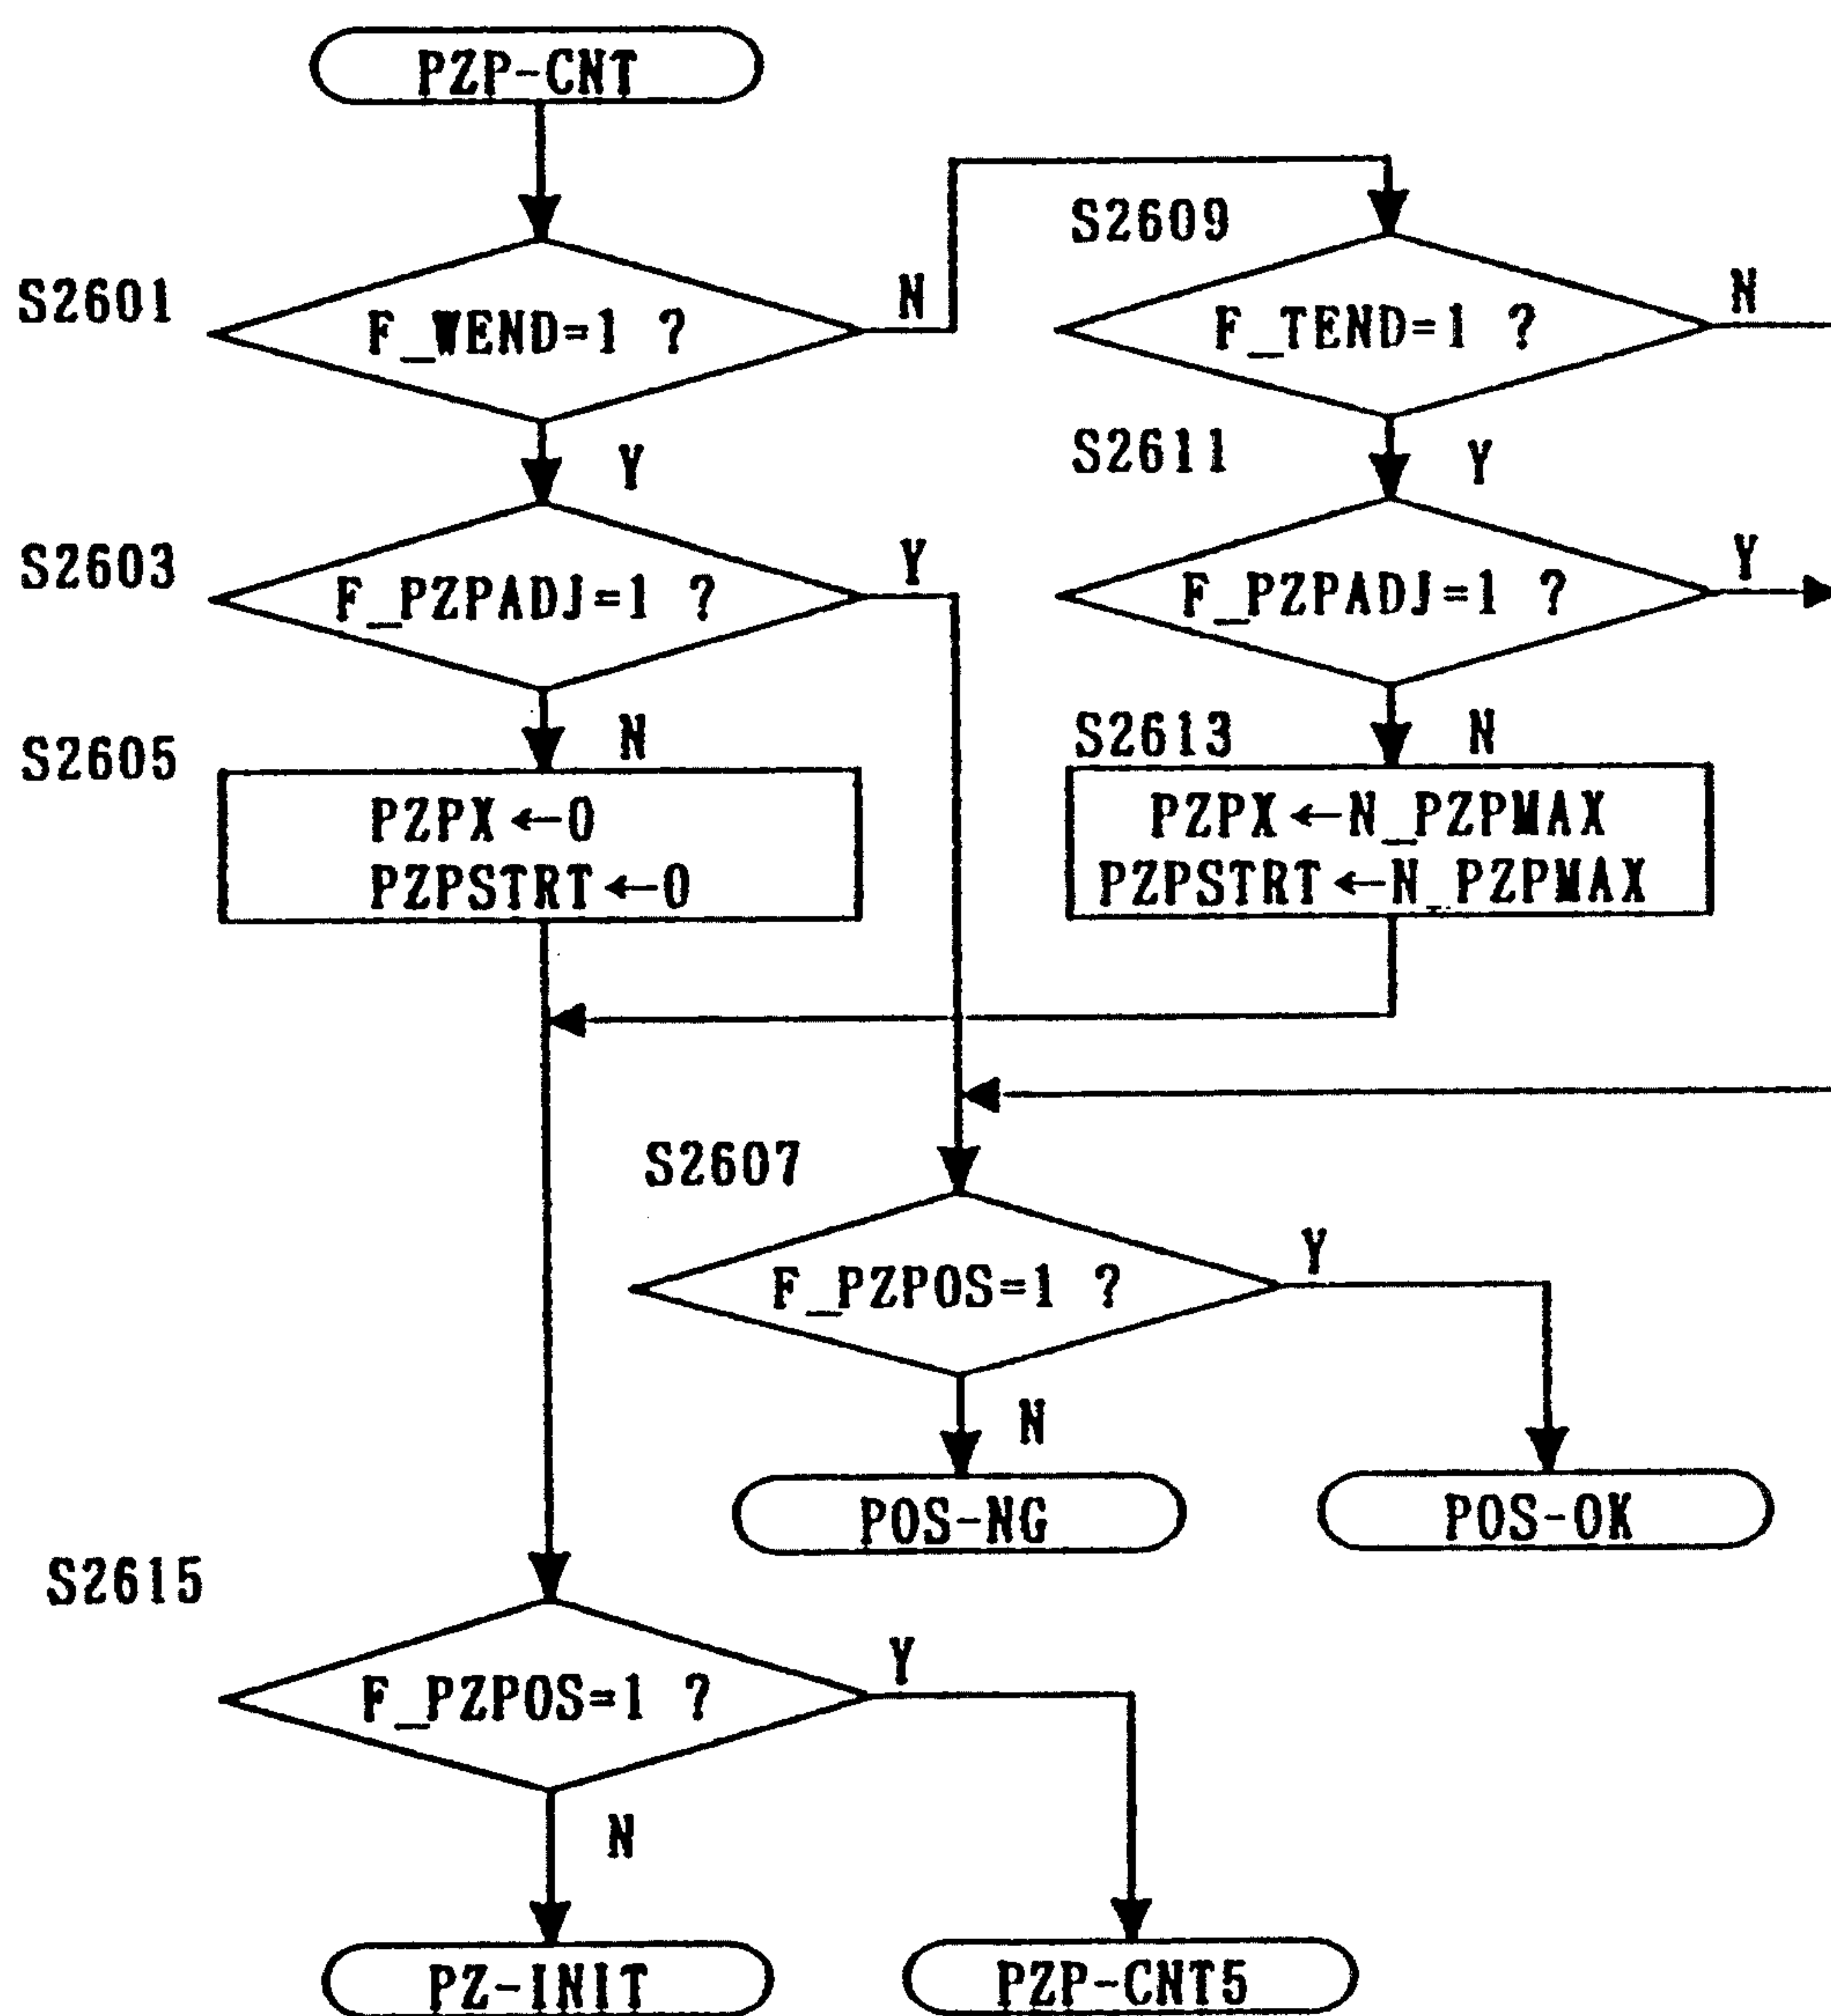 PZP-CNT
S2601
F_WEND=1 ?
N
Y
S2603
F_PZPADJ=1 ?
Y
N
S2605
PZPX←0
PZPSTRT←0
S2609
F_TEND=1 ?
N
Y
S2611
F_PZPADJ=1 ?
Y
N
S2613
PZPX←N_PZPMAX
PZPSTRT←N_PZPMAX
S2607
F_PZPOS=1 ?
Y
N
POS-NG
POS-OK
S2615
F_PZPOS=1 ?
Y
N
PZ-INIT
PZP-CNT5